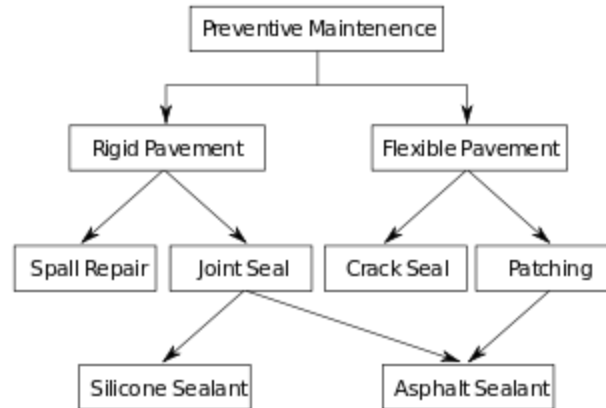 Preventive Maintenence
Rigid Pavement
Flexible Pavement
Spall Repair
Joint Seal
Crack Seal
Patching
Silicone Sealant
Asphalt Sealant